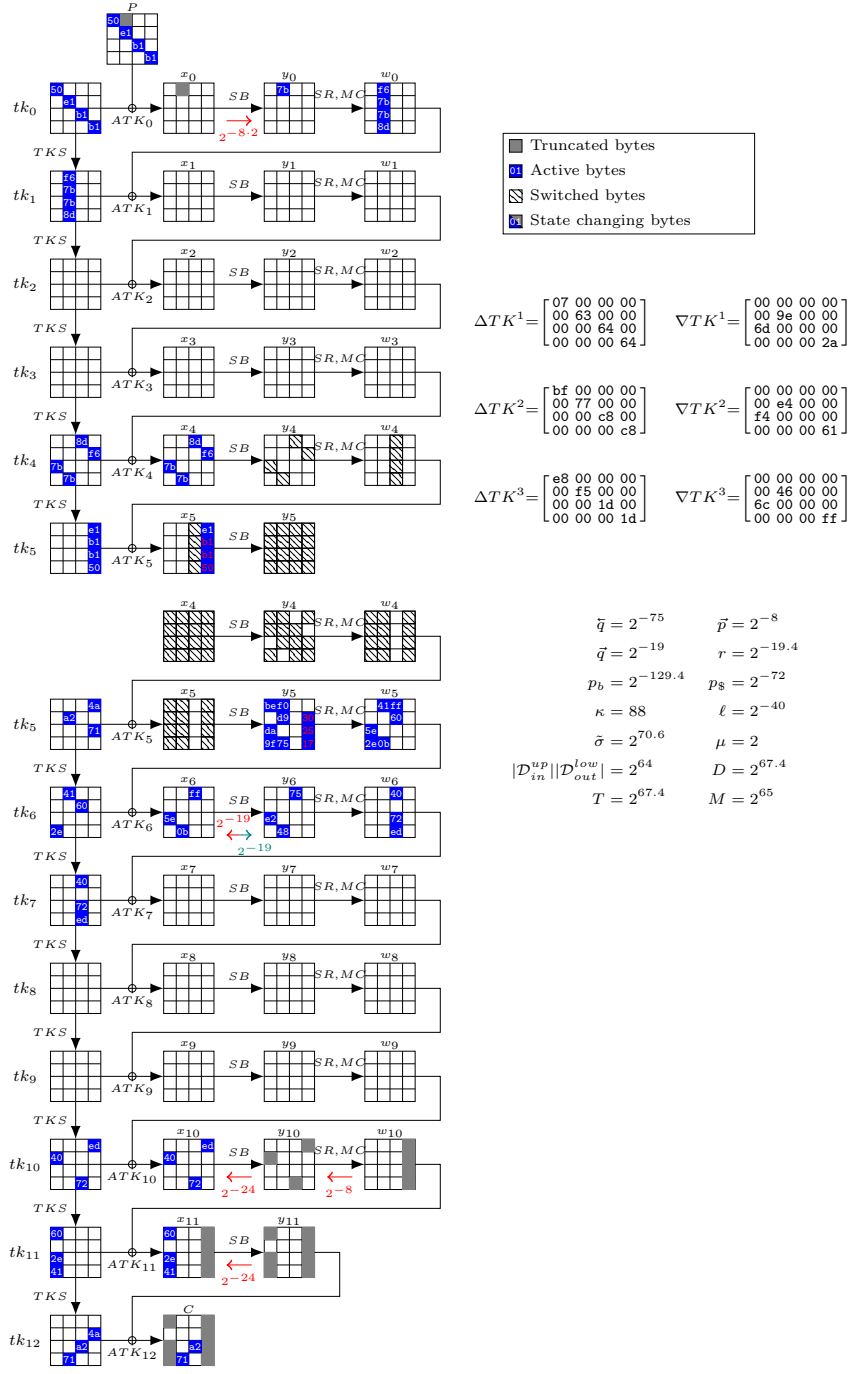 P
50
e1
b1
b1
x0 y0 w0
tk0 50 e1 b1 b1 ATK0 SB 2^{-8·2} 7b SR,MC f6 7b 7b 8d
Truncated bytes
01 Active bytes
Switched bytes
01 State changing bytes
TKS
x1 y1 w1
tk1 f6 7b 7b 8d ATK1 SB SR,MC
TKS
x2 y2 w2
tk2 ATK2 SB SR,MC
ΔTK^1= [ 07 00 00 00 ∇TK^1= [ 00 00 00 00
00 63 00 00 00 9e 00 00
00 00 64 00 6d 00 00 00
00 00 00 64 ] 00 00 00 2a ]
TKS
x3 y3 w3
tk3 ATK3 SB SR,MC
ΔTK^2= [ bf 00 00 00 ∇TK^2= [ 00 00 00 00
00 77 00 00 00 e4 00 00
00 00 c8 00 f4 00 00 00
00 00 00 c8 ] 00 00 00 61 ]
TKS
x4 y4 w4
tk4 8d f6 7b 7b ATK4 8d f6 7b 7b SB SR,MC
ΔTK^3= [ e8 00 00 00 ∇TK^3= [ 00 00 00 00
00 f5 00 00 00 46 00 00
00 00 1d 00 6c 00 00 00
00 00 00 1d ] 00 00 00 ff ]
TKS
x5 y5
tk5 e1 b1 b1 50 ATK5 e1 b1 b1 50 SB
x4 y4 w4
SB SR,MC
q⃖ = 2^{-75} p⃗ = 2^{-8}
q⃗ = 2^{-19} r = 2^{-19.4}
p_b = 2^{-129.4} p_$ = 2^{-72}
κ = 88 ℓ = 2^{-40}
σ̃ = 2^{70.6} μ = 2
|D_{in}^{up}||D_{out}^{low}| = 2^{64} D = 2^{67.4}
T = 2^{67.4} M = 2^{65}
x5 y5 w5
tk5 4a a2 71 ATK5 SB be f0 d9 da 9f 75 17 SR,MC 41 ff 60 5e 2e 0b
TKS
x6 y6 w6
tk6 41 60 2e ATK6 ff 5e 0b SB 2^{-19} 2^{-19} 75 e2 48 SR,MC 40 72 ed
TKS
x7 y7 w7
tk7 40 72 ed ATK7 SB SR,MC
TKS
x8 y8 w8
tk8 ATK8 SB SR,MC
TKS
x9 y9 w9
tk9 ATK9 SB SR,MC
TKS
x10 y10 w10
tk10 ed 40 72 ATK10 ed 40 72 SB 2^{-24} SR,MC 2^{-8}
TKS
x11 y11
tk11 60 2e 41 ATK11 60 2e 41 SB 2^{-24}
TKS
C
tk12 4a a2 71 ATK12 a2 71